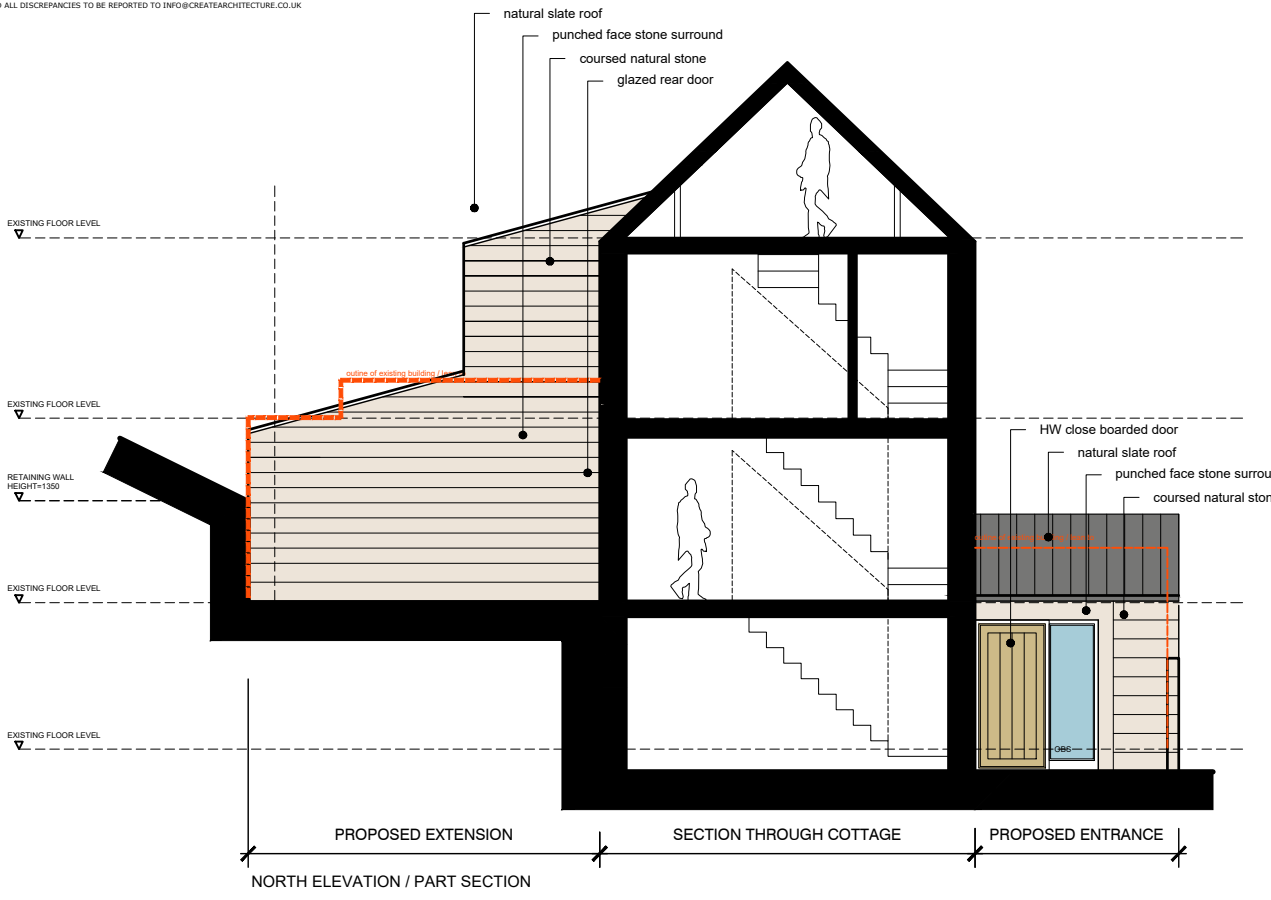 ALL DISCREPANCIES TO BE REPORTED TO INFO@CREATEARCHITECTURE.CO.UK
natural slate roof
punched face stone surround
coursed natural stone
glazed rear door
EXISTING FLOOR LEVEL
outine of existing building /
EXISTING FLOOR LEVEL
HW close boarded door
natural slate roof
punched face stone surrou
coursed natural ston
RETAINING WALL
HEIGHT=1350
EXISTING FLOOR LEVEL
EXISTING FLOOR LEVEL
OBS
PROPOSED EXTENSION
SECTION THROUGH COTTAGE
PROPOSED ENTRANCE
NORTH ELEVATION / PART SECTION